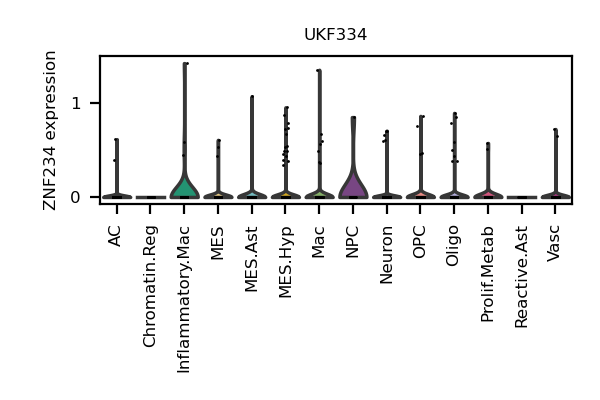 UKF334
ZNF234 expression
1
0
AC
Chromatin.Reg
Inflammatory.Mac
MES
MES.Ast
MES.Hyp
Mac
NPC
Neuron
OPC
Oligo
Prolif.Metab
Reactive.Ast
Vasc